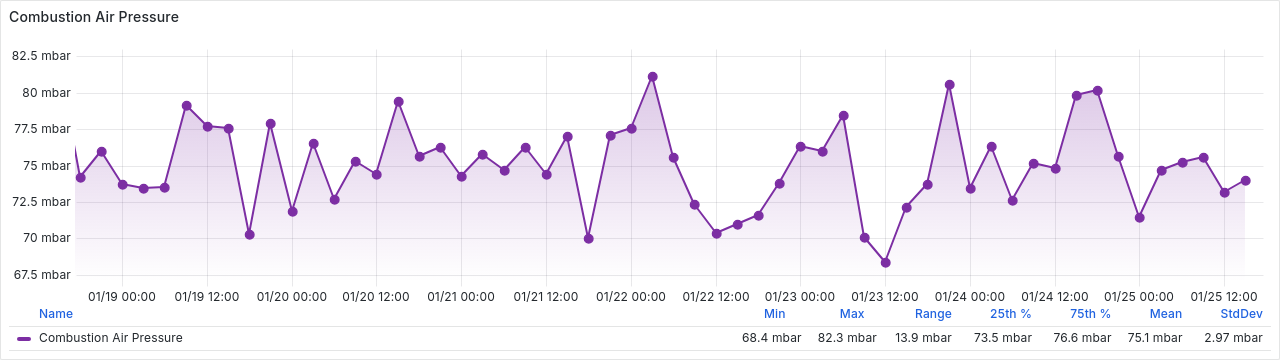 Combustion Air Pressure
82.5 mbar
80 mbar
77.5 mbar
75 mbar
72.5 mbar
70 mbar
67.5 mbar
01/19 00:00 01/19 12:00 01/20 00:00 01/20 12:00 01/21 00:00 01/21 12:00 01/22 00:00 01/22 12:00 01/23 00:00 01/23 12:00 01/24 00:00 01/24 12:00 01/25 00:00 01/25 12:00
Name Min Max Range 25th % 75th % Mean StdDev
Combustion Air Pressure 68.4 mbar 82.3 mbar 13.9 mbar 73.5 mbar 76.6 mbar 75.1 mbar 2.97 mbar